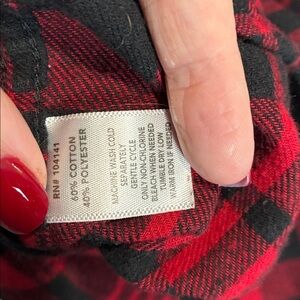 RN# 104141
60% COTTON
40% POLYESTER
MACHINE WASH COLD
SEPARATELY
GENTLE CYCLE
ONLY NON-CHLORINE
BLEACH WHEN NEEDED
TUMBLE DRY LOW
WARM IRON IF NEEDED